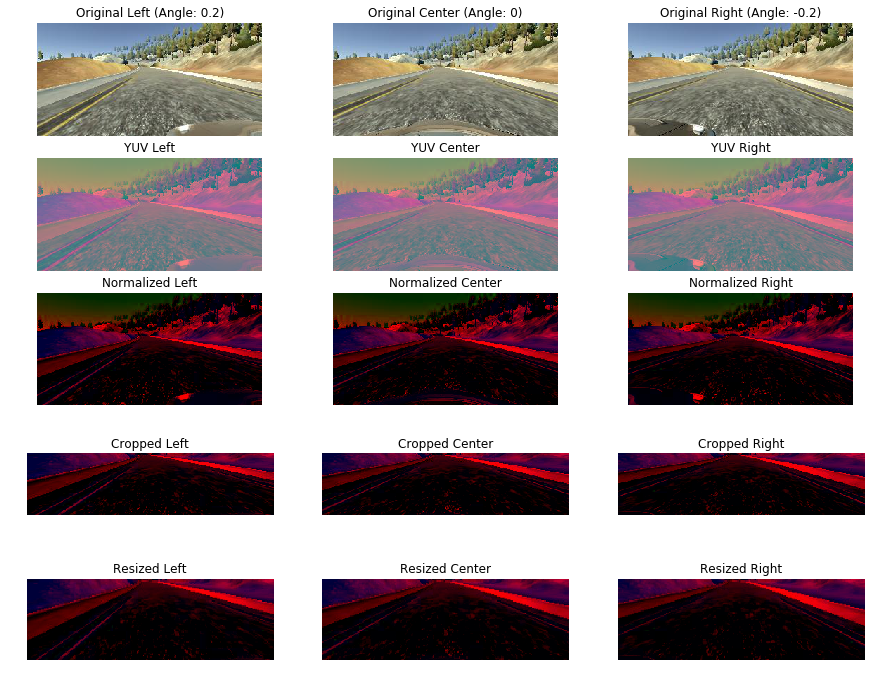 Original Left (Angle: 0.2)
Original Center (Angle: 0)
Original Right (Angle: -0.2)
YUV Left
YUV Center
YUV Right
Normalized Left
Normalized Center
Normalized Right
Cropped Left
Cropped Center
Cropped Right
Resized Left
Resized Center
Resized Right